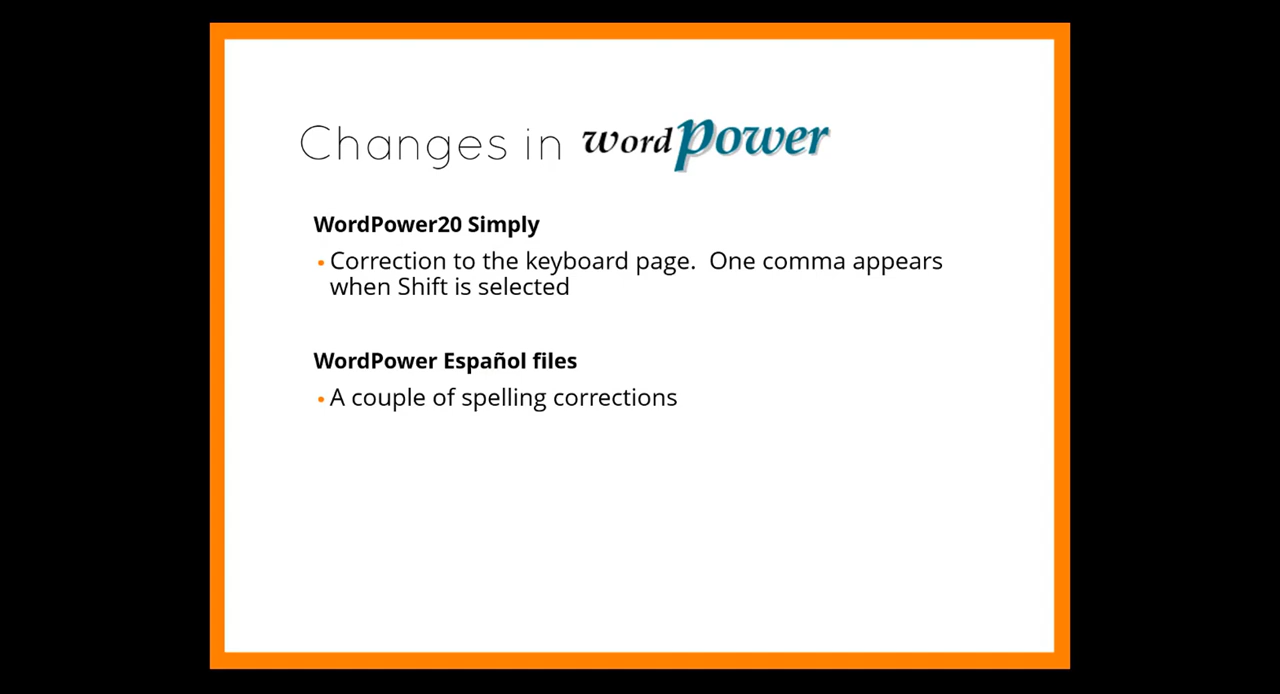 Changes in wordpower
WordPower20 Simply
• Correction to the keyboard page.  One comma appears
when Shift is selected
WordPower Español files
• A couple of spelling corrections